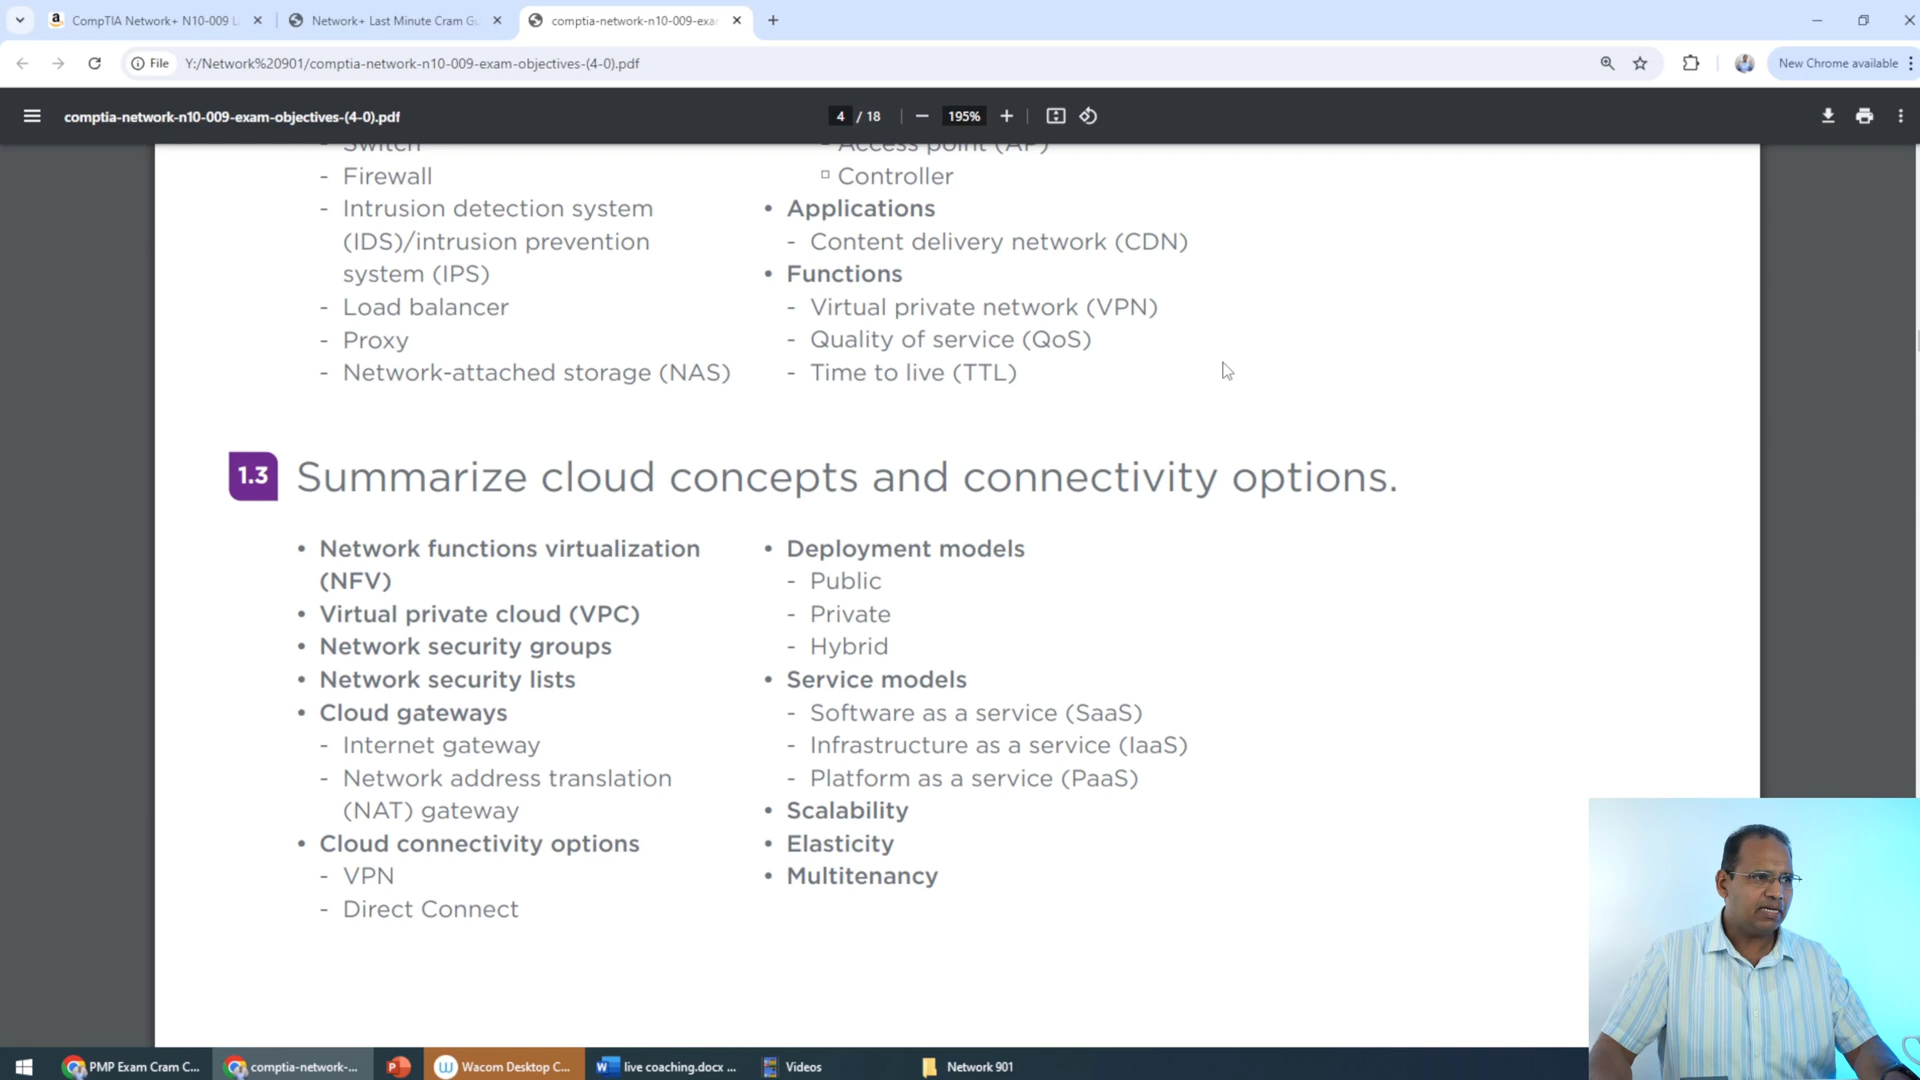 CompTIA Network+ N10-009 L
Network+ Last Minute Cram Gu
comptia-network-n10-009-exa
File
Y:/Network%20901/comptia-network-n10-009-exam-objectives-(4-0).pdf
New Chrome available
comptia-network-n10-009-exam-objectives-(4-0).pdf
4 / 18
195%
- Switch
- Firewall
- Intrusion detection system
(IDS)/intrusion prevention
system (IPS)
- Load balancer
- Proxy
- Network-attached storage (NAS)
- Access point (AP)
▫ Controller
• Applications
- Content delivery network (CDN)
• Functions
- Virtual private network (VPN)
- Quality of service (QoS)
- Time to live (TTL)
1.3 Summarize cloud concepts and connectivity options.
• Network functions virtualization
(NFV)
• Virtual private cloud (VPC)
• Network security groups
• Network security lists
• Cloud gateways
- Internet gateway
- Network address translation
(NAT) gateway
• Cloud connectivity options
- VPN
- Direct Connect
• Deployment models
- Public
- Private
- Hybrid
• Service models
- Software as a service (SaaS)
- Infrastructure as a service (IaaS)
- Platform as a service (PaaS)
• Scalability
• Elasticity
• Multitenancy
PMP Exam Cram C...
comptia-network-...
Wacom Desktop C...
live coaching.docx ...
Videos
Network 901